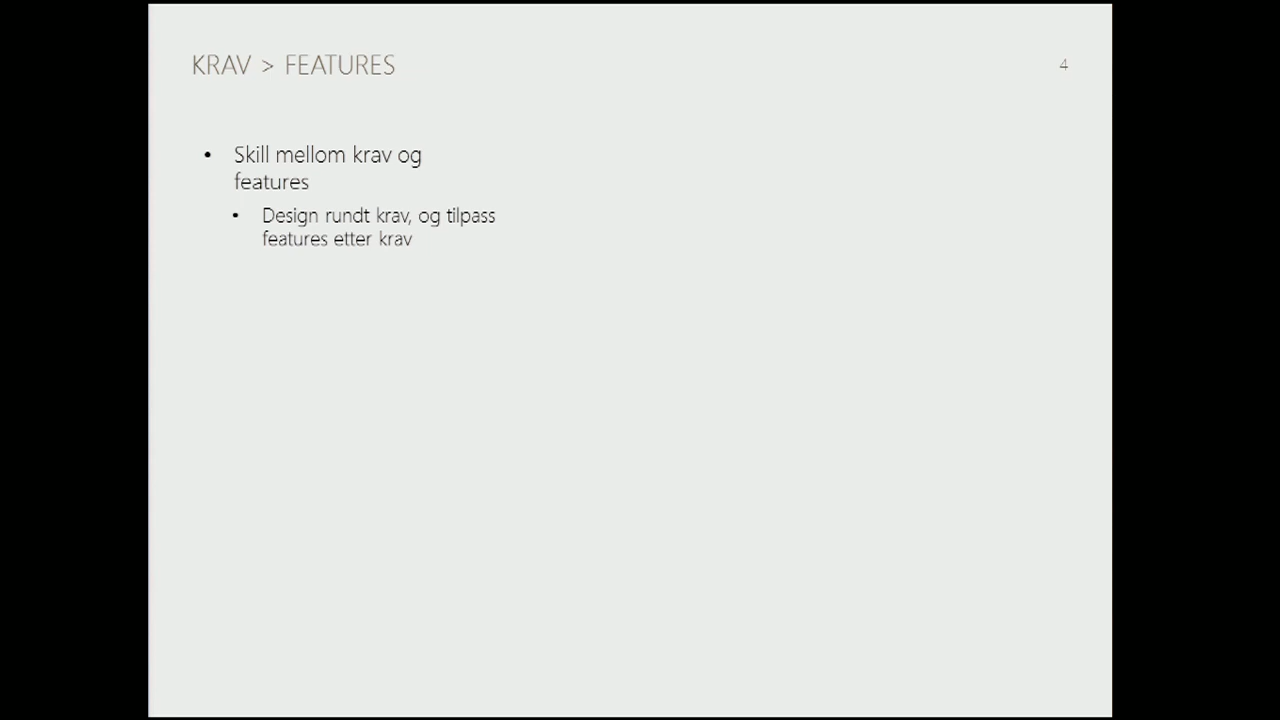 KRAV > FEATURES
4
• Skill mellom krav og
features
• Design rundt krav, og tilpass
features etter krav